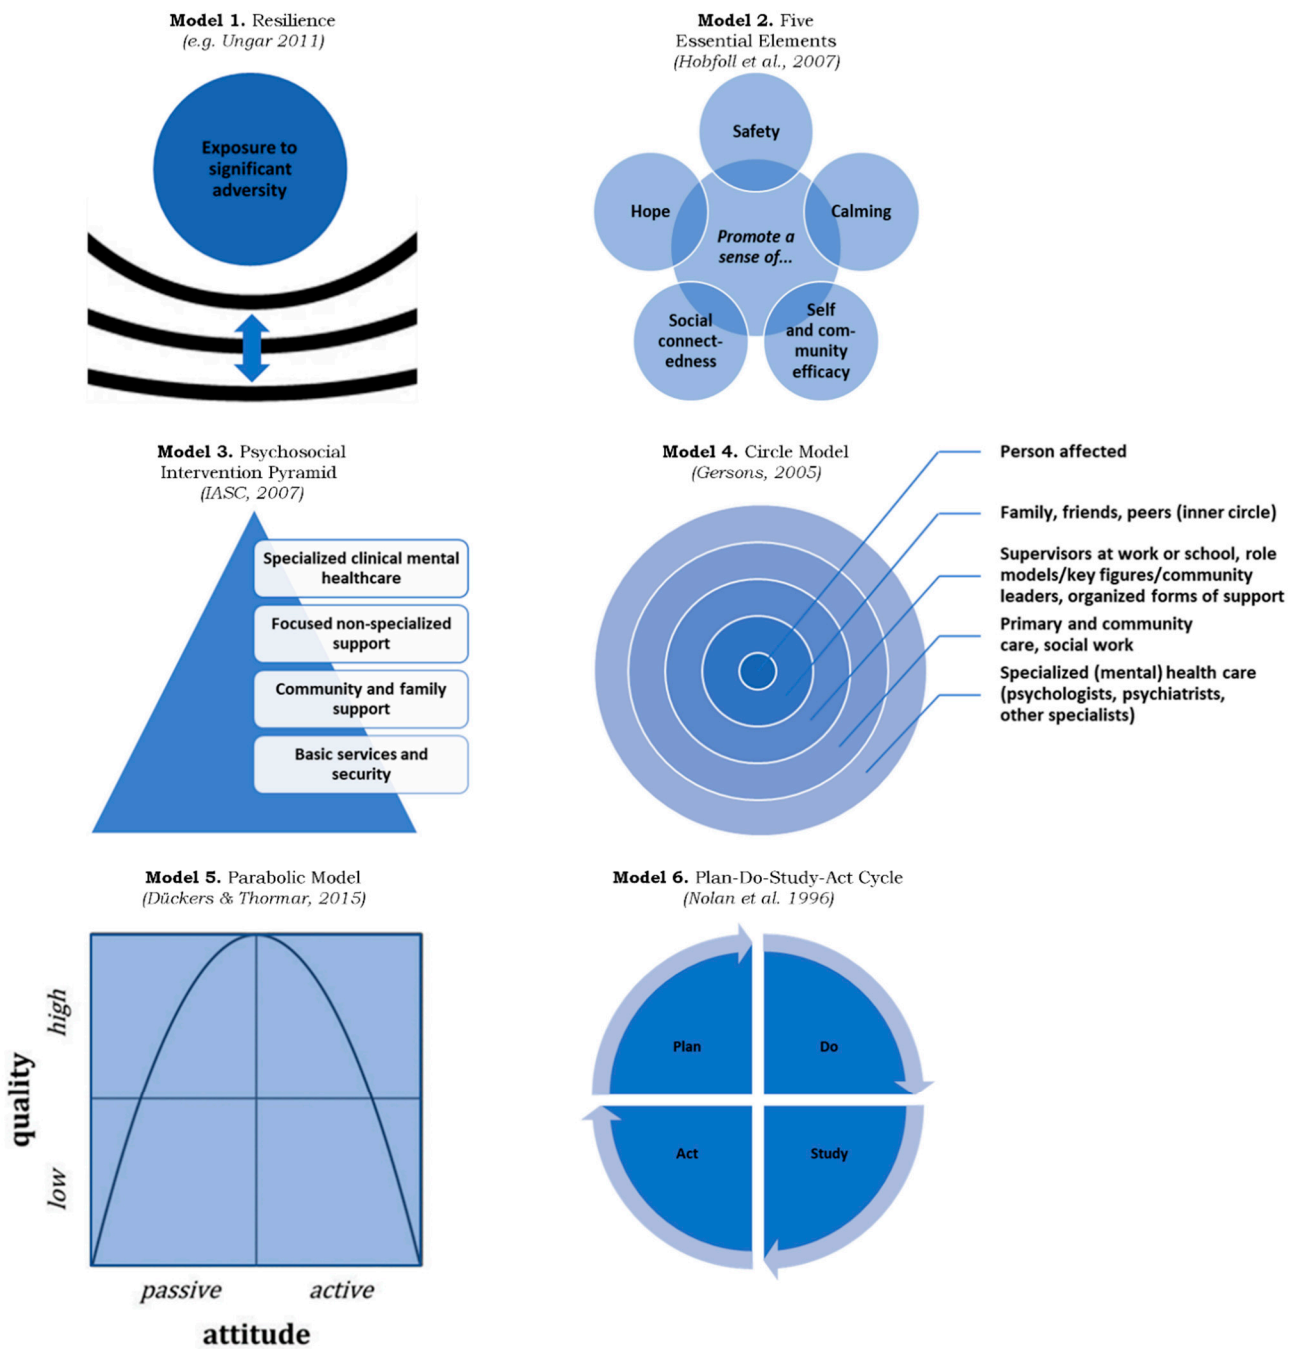 Model 1. Resilience
(e.g. Ungar 2011)
Exposure to
significant
adversity
Model 2. Five
Essential Elements
(Hobfoll et al., 2007)
Safety
Hope
Calming
Promote a
sense of...
Social
connect-
edness
Self
and com-
munity
efficacy
Model 3. Psychosocial
Intervention Pyramid
(IASC, 2007)
Specialized clinical mental
healthcare
Focused non-specialized
support
Community and family
support
Basic services and
security
Model 4. Circle Model
(Gersons, 2005)
Person affected
Family, friends, peers (inner circle)
Supervisors at work or school, role
models/key figures/community
leaders, organized forms of support
Primary and community
care, social work
Specialized (mental) health care
(psychologists, psychiatrists,
other specialists)
Model 5. Parabolic Model
(Dückers & Thormar, 2015)
high
quality
low
passive
active
attitude
Model 6. Plan-Do-Study-Act Cycle
(Nolan et al. 1996)
Plan
Do
Act
Study